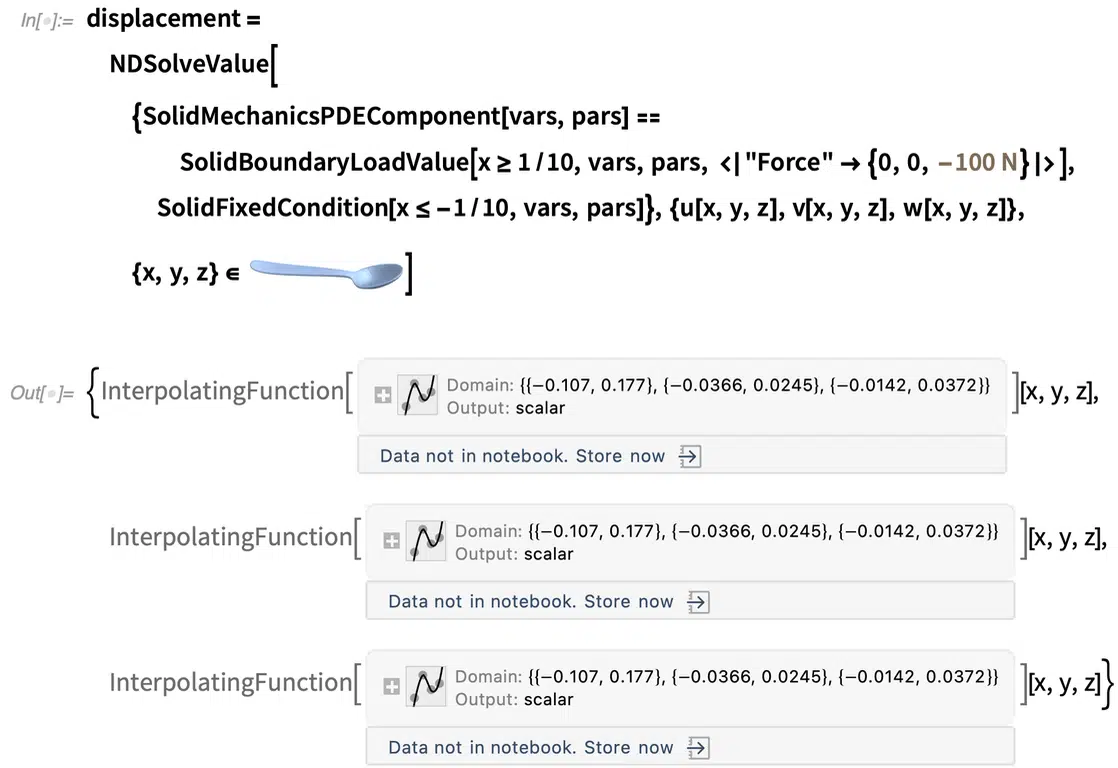 In[•]:= displacement =
NDSolveValue[
{SolidMechanicsPDEComponent[vars, pars] ==
SolidBoundaryLoadValue[x ≥ 1/10, vars, pars, <|"Force" → {0, 0, −100 N}|>],
SolidFixedCondition[x ≤ −1/10, vars, pars]}, {u[x, y, z], v[x, y, z], w[x, y, z]},
{x, y, z} ∈ ]
Out[•]= {InterpolatingFunction[ Domain: {{−0.107, 0.177}, {−0.0366, 0.0245}, {−0.0142, 0.0372}} ][x, y, z],
Output: scalar
Data not in notebook. Store now
InterpolatingFunction[ Domain: {{−0.107, 0.177}, {−0.0366, 0.0245}, {−0.0142, 0.0372}} ][x, y, z],
Output: scalar
Data not in notebook. Store now
InterpolatingFunction[ Domain: {{−0.107, 0.177}, {−0.0366, 0.0245}, {−0.0142, 0.0372}} ][x, y, z]}
Output: scalar
Data not in notebook. Store now